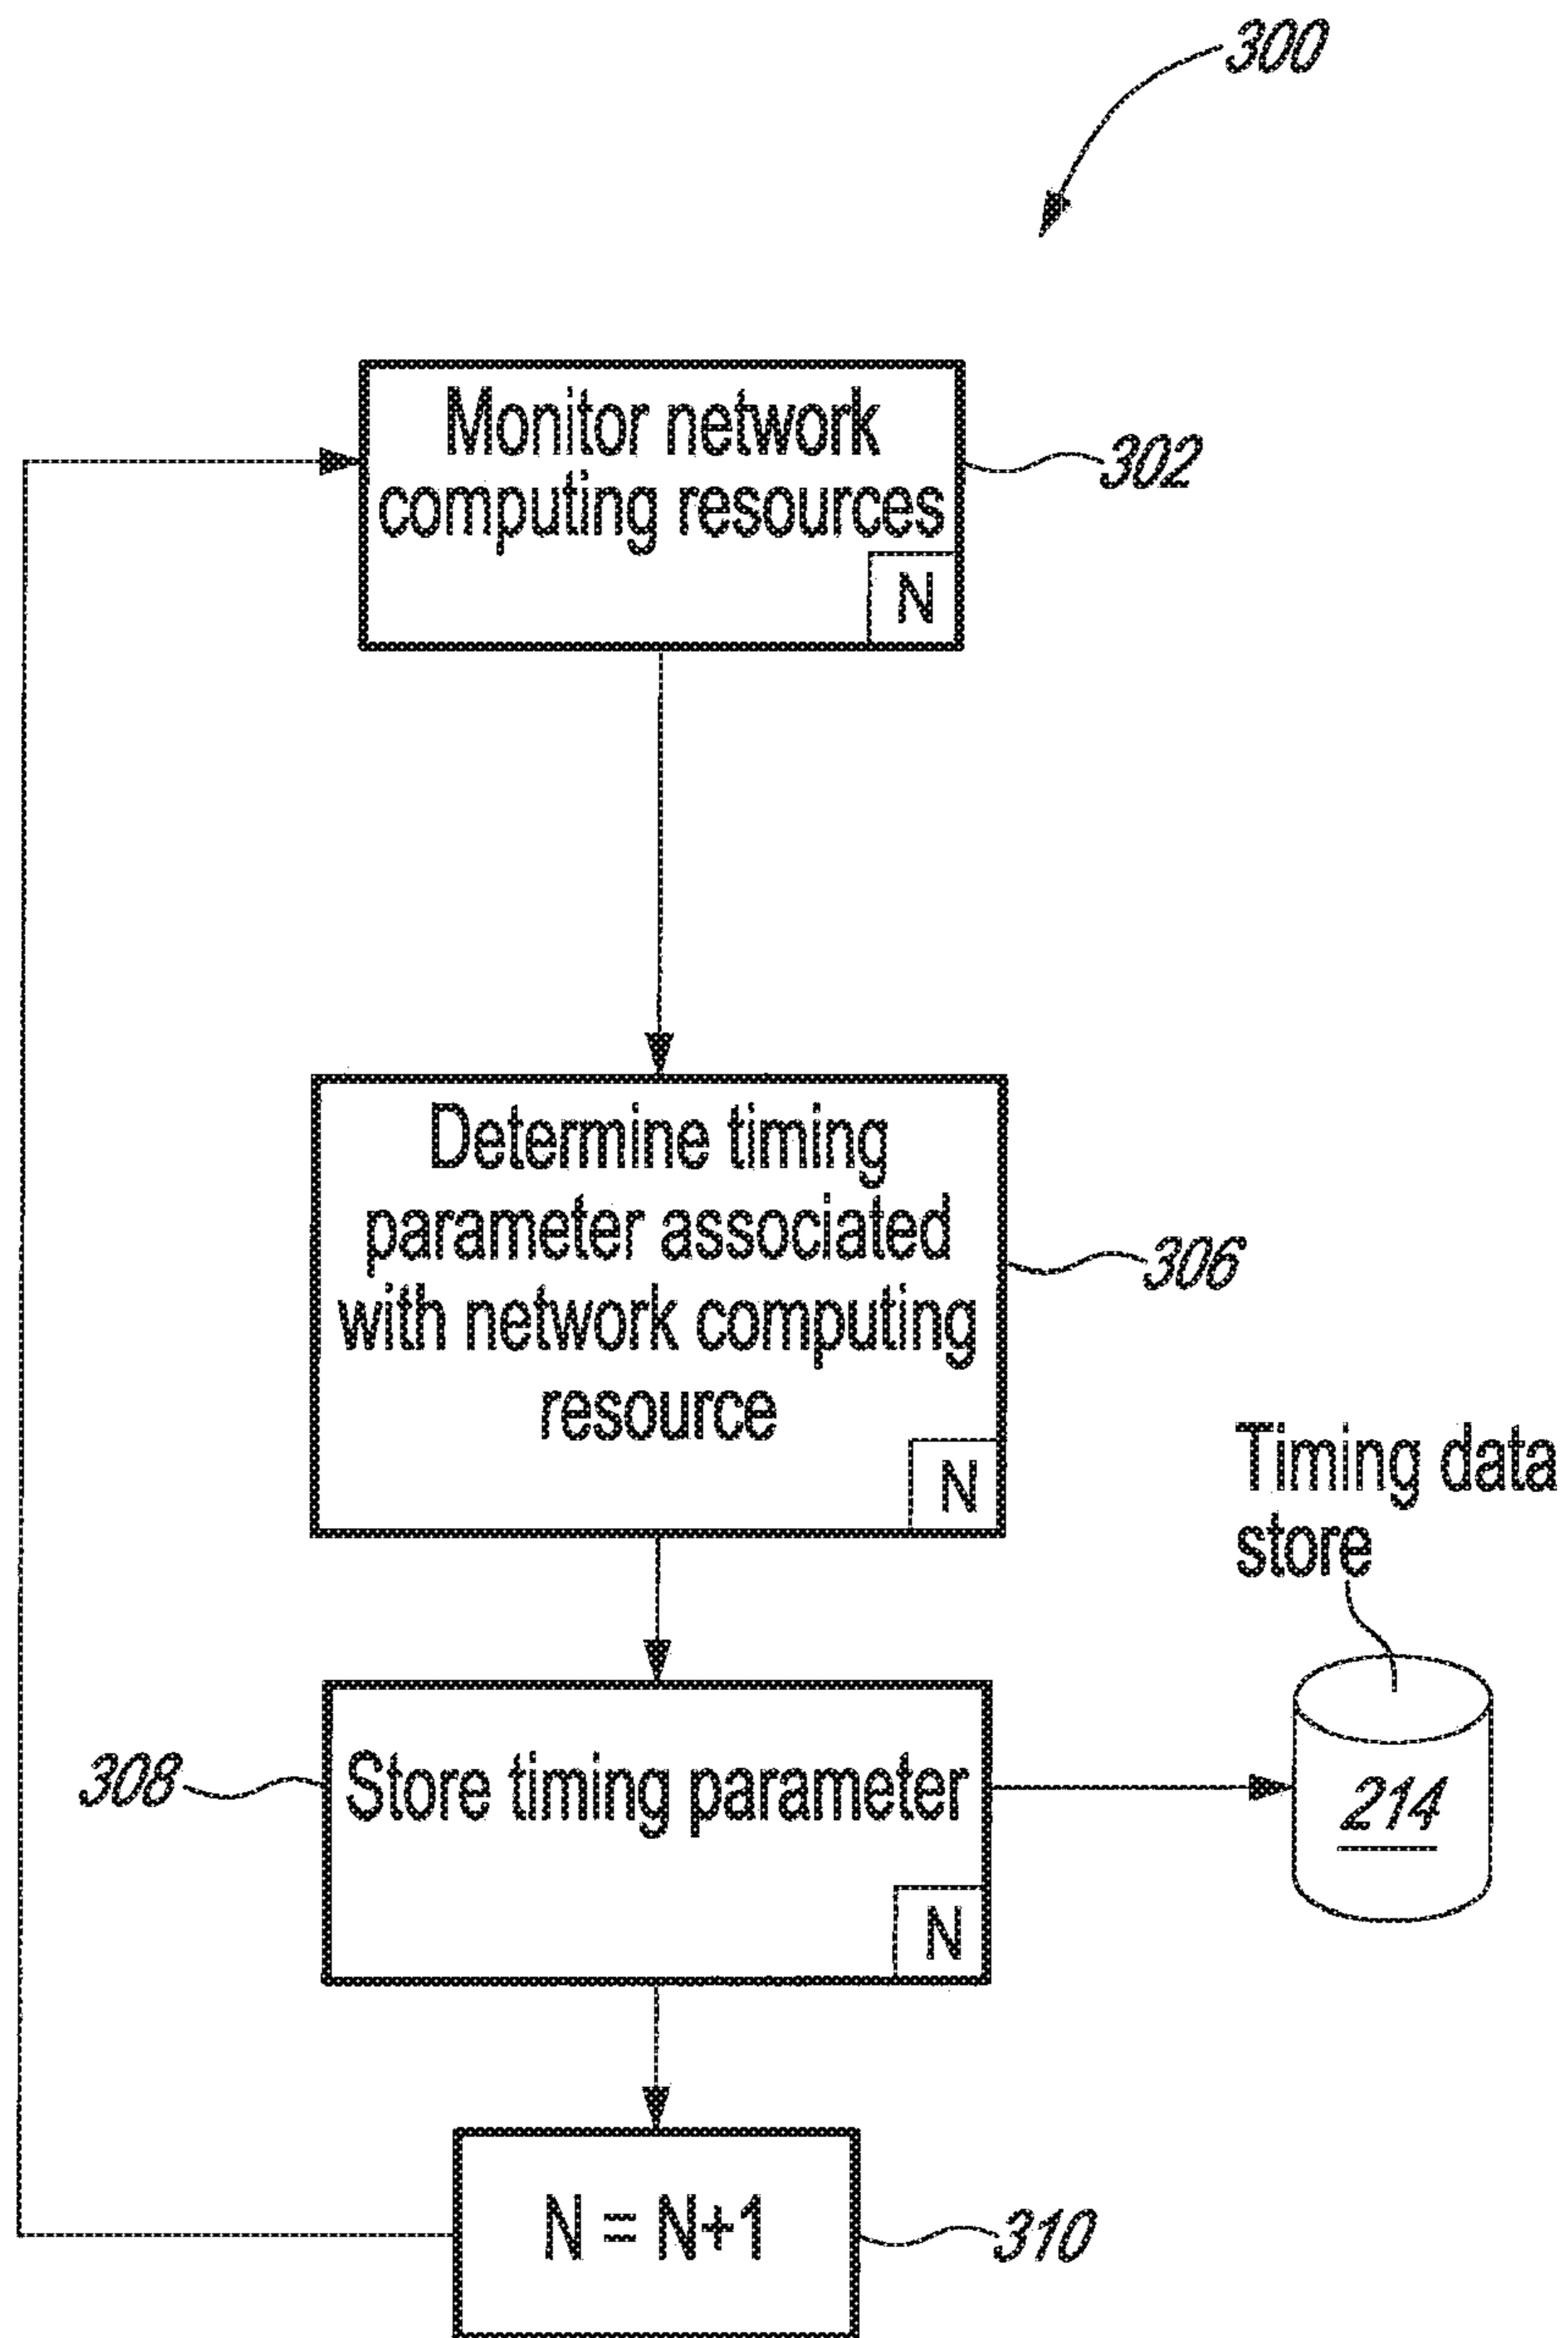 300
Monitor network
computing resources
N
302
Determine timing
parameter associated
with network computing
resource
N
306
Timing data
store
308
Store timing parameter
N
214
N = N+1
310